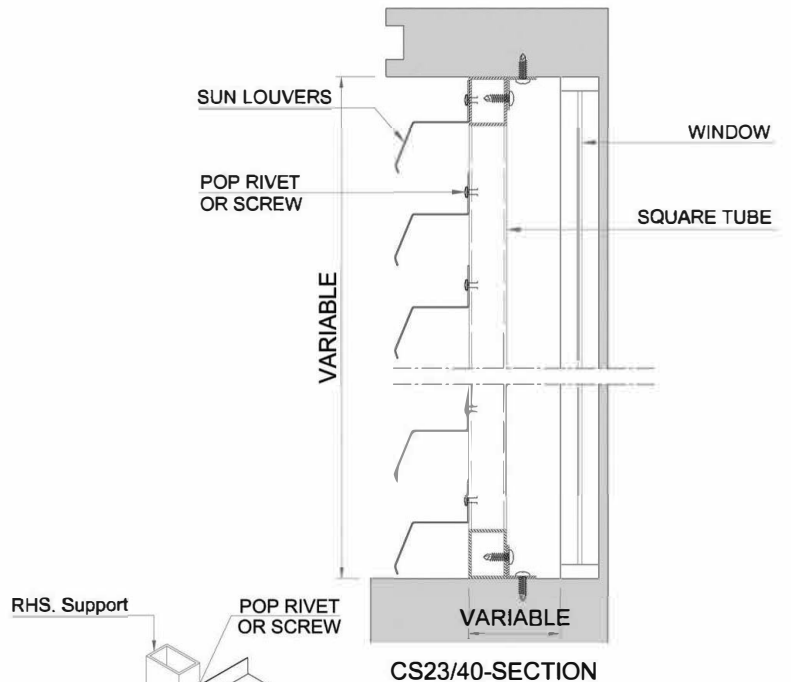 SUN LOUVERS
WINDOW
POP RIVET
OR SCREW
SQUARE TUBE
VARIABLE
RHS. Support
POP RIVET
OR SCREW
VARIABLE
CS23/40-SECTION